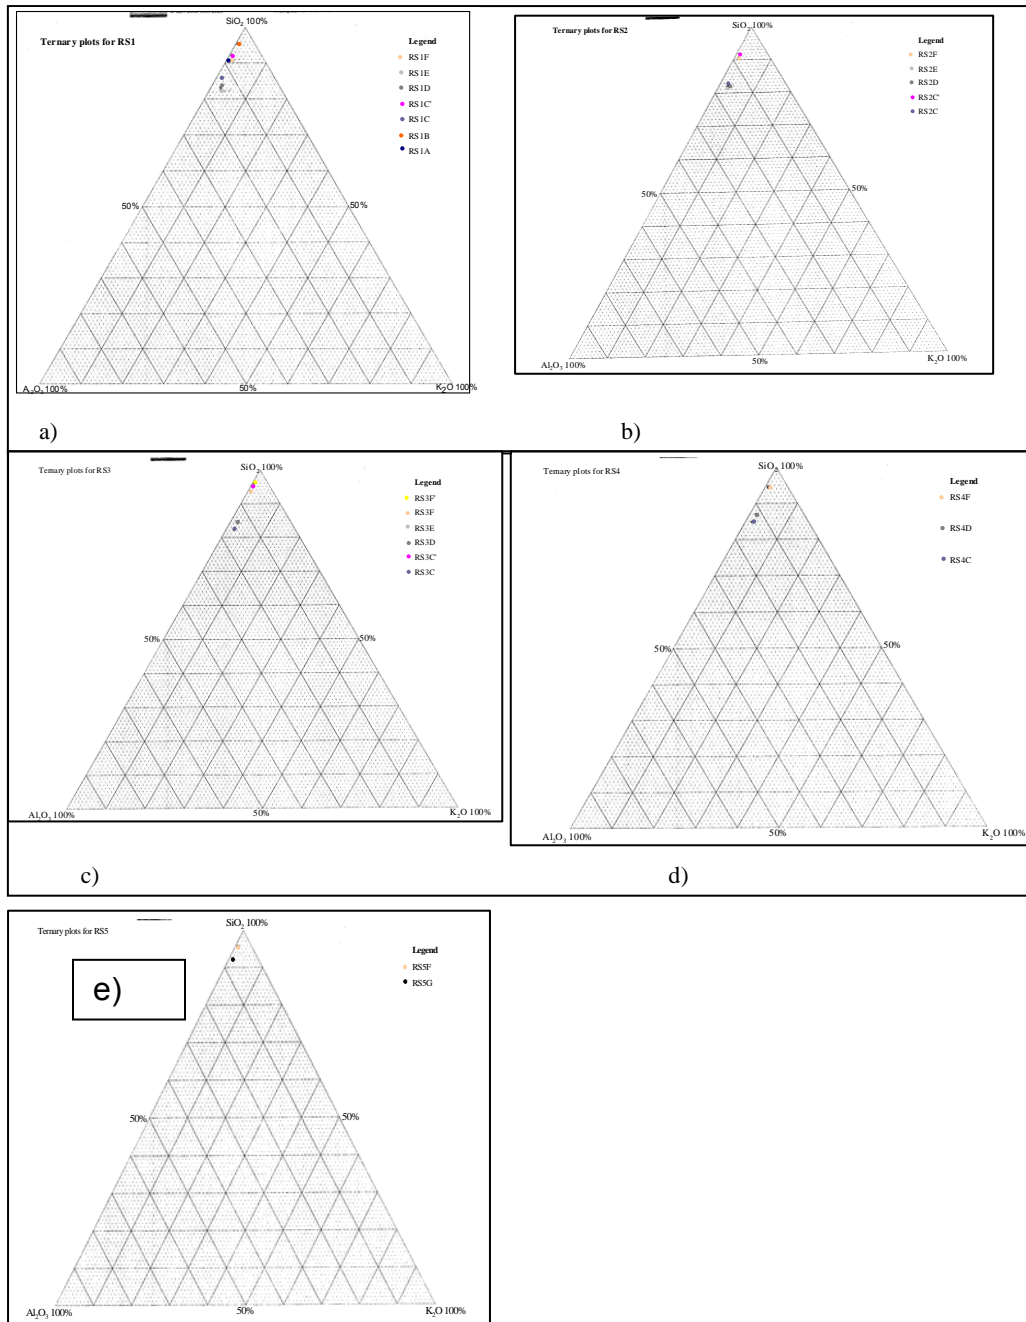 SiO2 100%
Ternary plots for RS1
Legend
RS1F
RS1E
RS1D
RS1C'
RS1C
RS1B
RS1A
50%
50%
Al2O3 100%
50%
K2O 100%
a)
SiO2 100%
Ternary plots for RS2
Legend
RS2F
RS2E
RS2D
RS2C'
RS2C
50%
50%
Al2O3 100%
50%
K2O 100%
b)
Ternary plots for RS3
SiO2 100%
Legend
RS3F'
RS3F
RS3E
RS3D
RS3C'
RS3C
50%
50%
Al2O3 100%
50%
K2O 100%
c)
Ternary plots for RS4
SiO2 100%
Legend
RS4F
RS4D
RS4C
50%
50%
Al2O3 100%
50%
K2O 100%
d)
SiO2 100%
Ternary plots for RS5
Legend
RS5F
RS5G
e)
50%
50%
Al2O3 100%
50%
K2O 100%